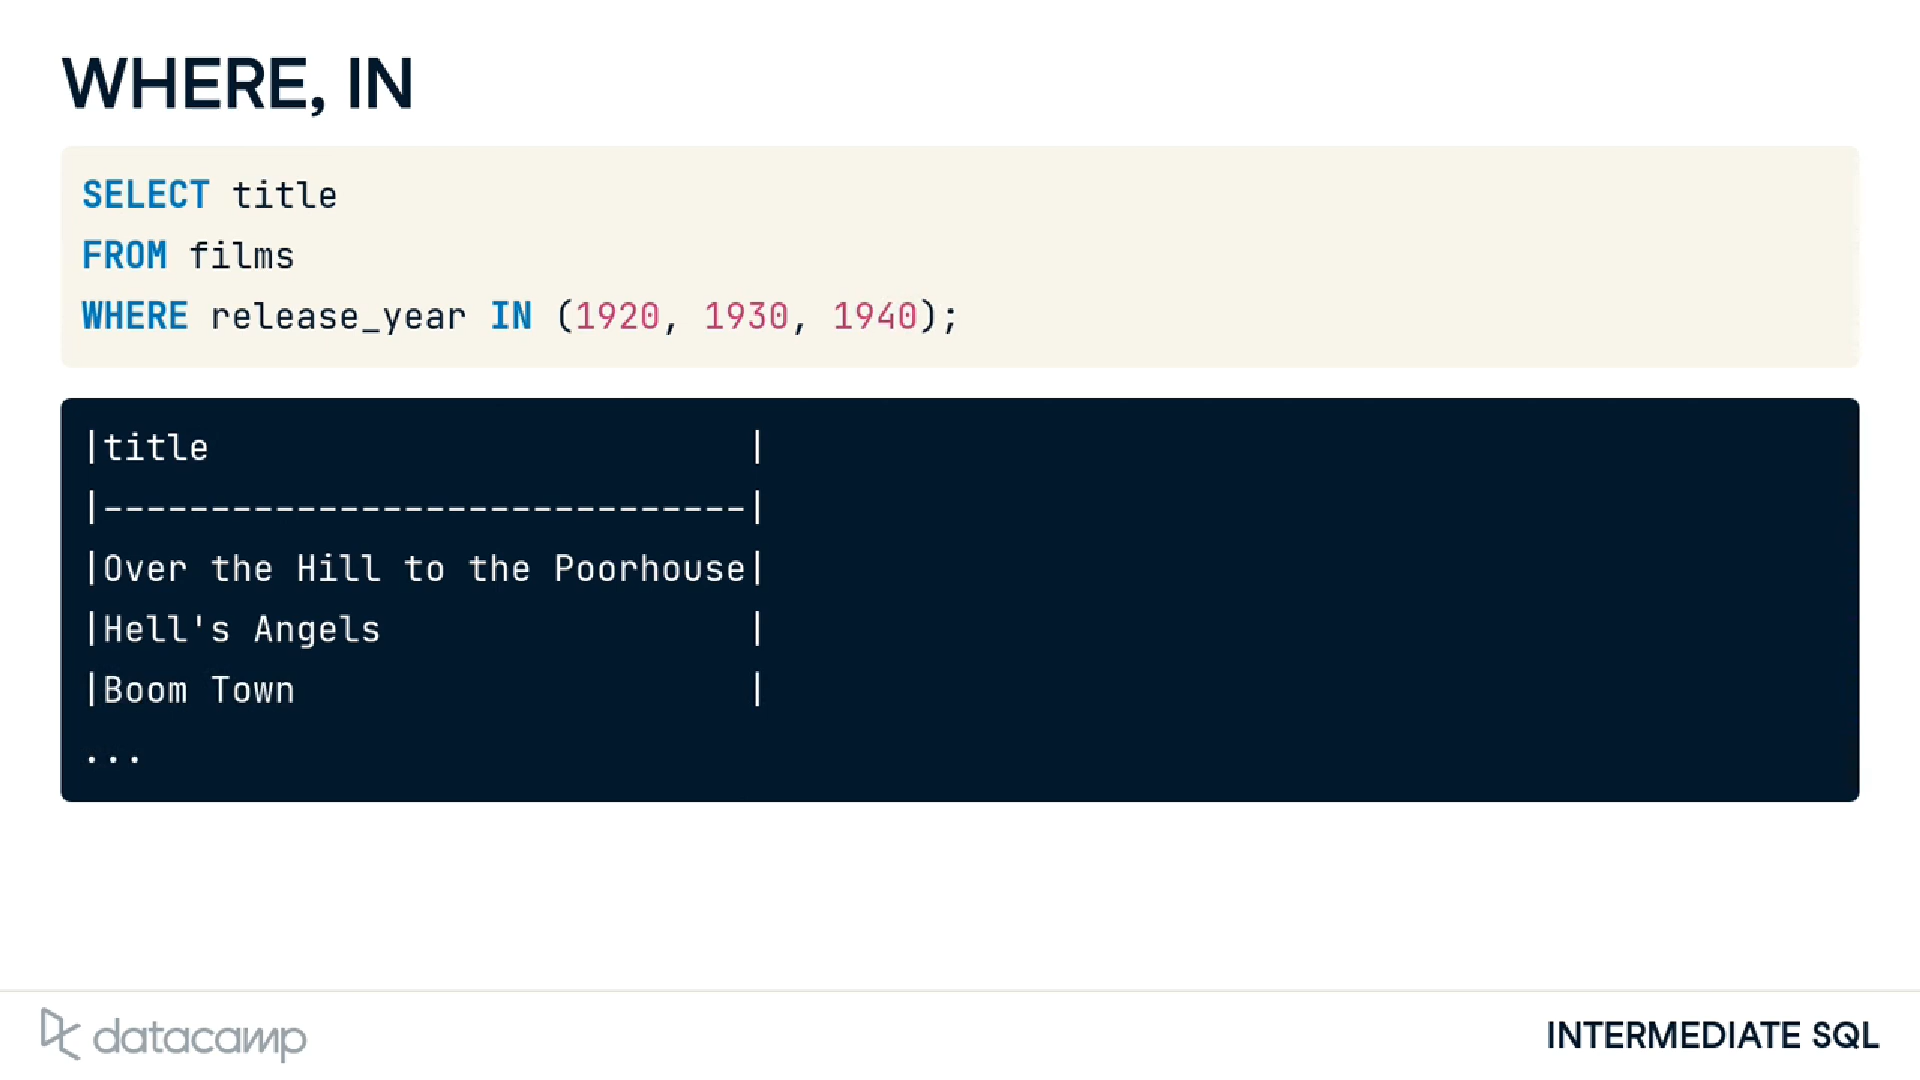 WHERE, IN
SELECT title
FROM films
WHERE release_year IN (1920, 1930, 1940);
|title                         |
|------------------------------|
|Over the Hill to the Poorhouse|
|Hell's Angels                 |
|Boom Town                     |
...
datacamp
INTERMEDIATE SQL